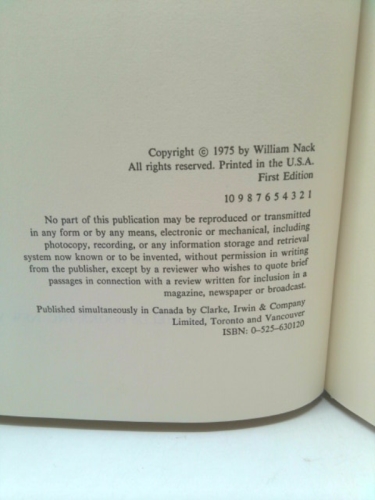 Copyright © 1975 by William Nack
All rights reserved. Printed in the U.S.A.
First Edition
10 9 8 7 6 5 4 3 2 1
No part of this publication may be reproduced or transmitted
in any form or by any means, electronic or mechanical, including
photocopy, recording, or any information storage and retrieval
system now known or to be invented, without permission in writing
from the publisher, except by a reviewer who wishes to quote brief
passages in connection with a review written for inclusion in a
magazine, newspaper or broadcast.
Published simultaneously in Canada by Clarke, Irwin & Company
Limited, Toronto and Vancouver
ISBN: 0-525-630120